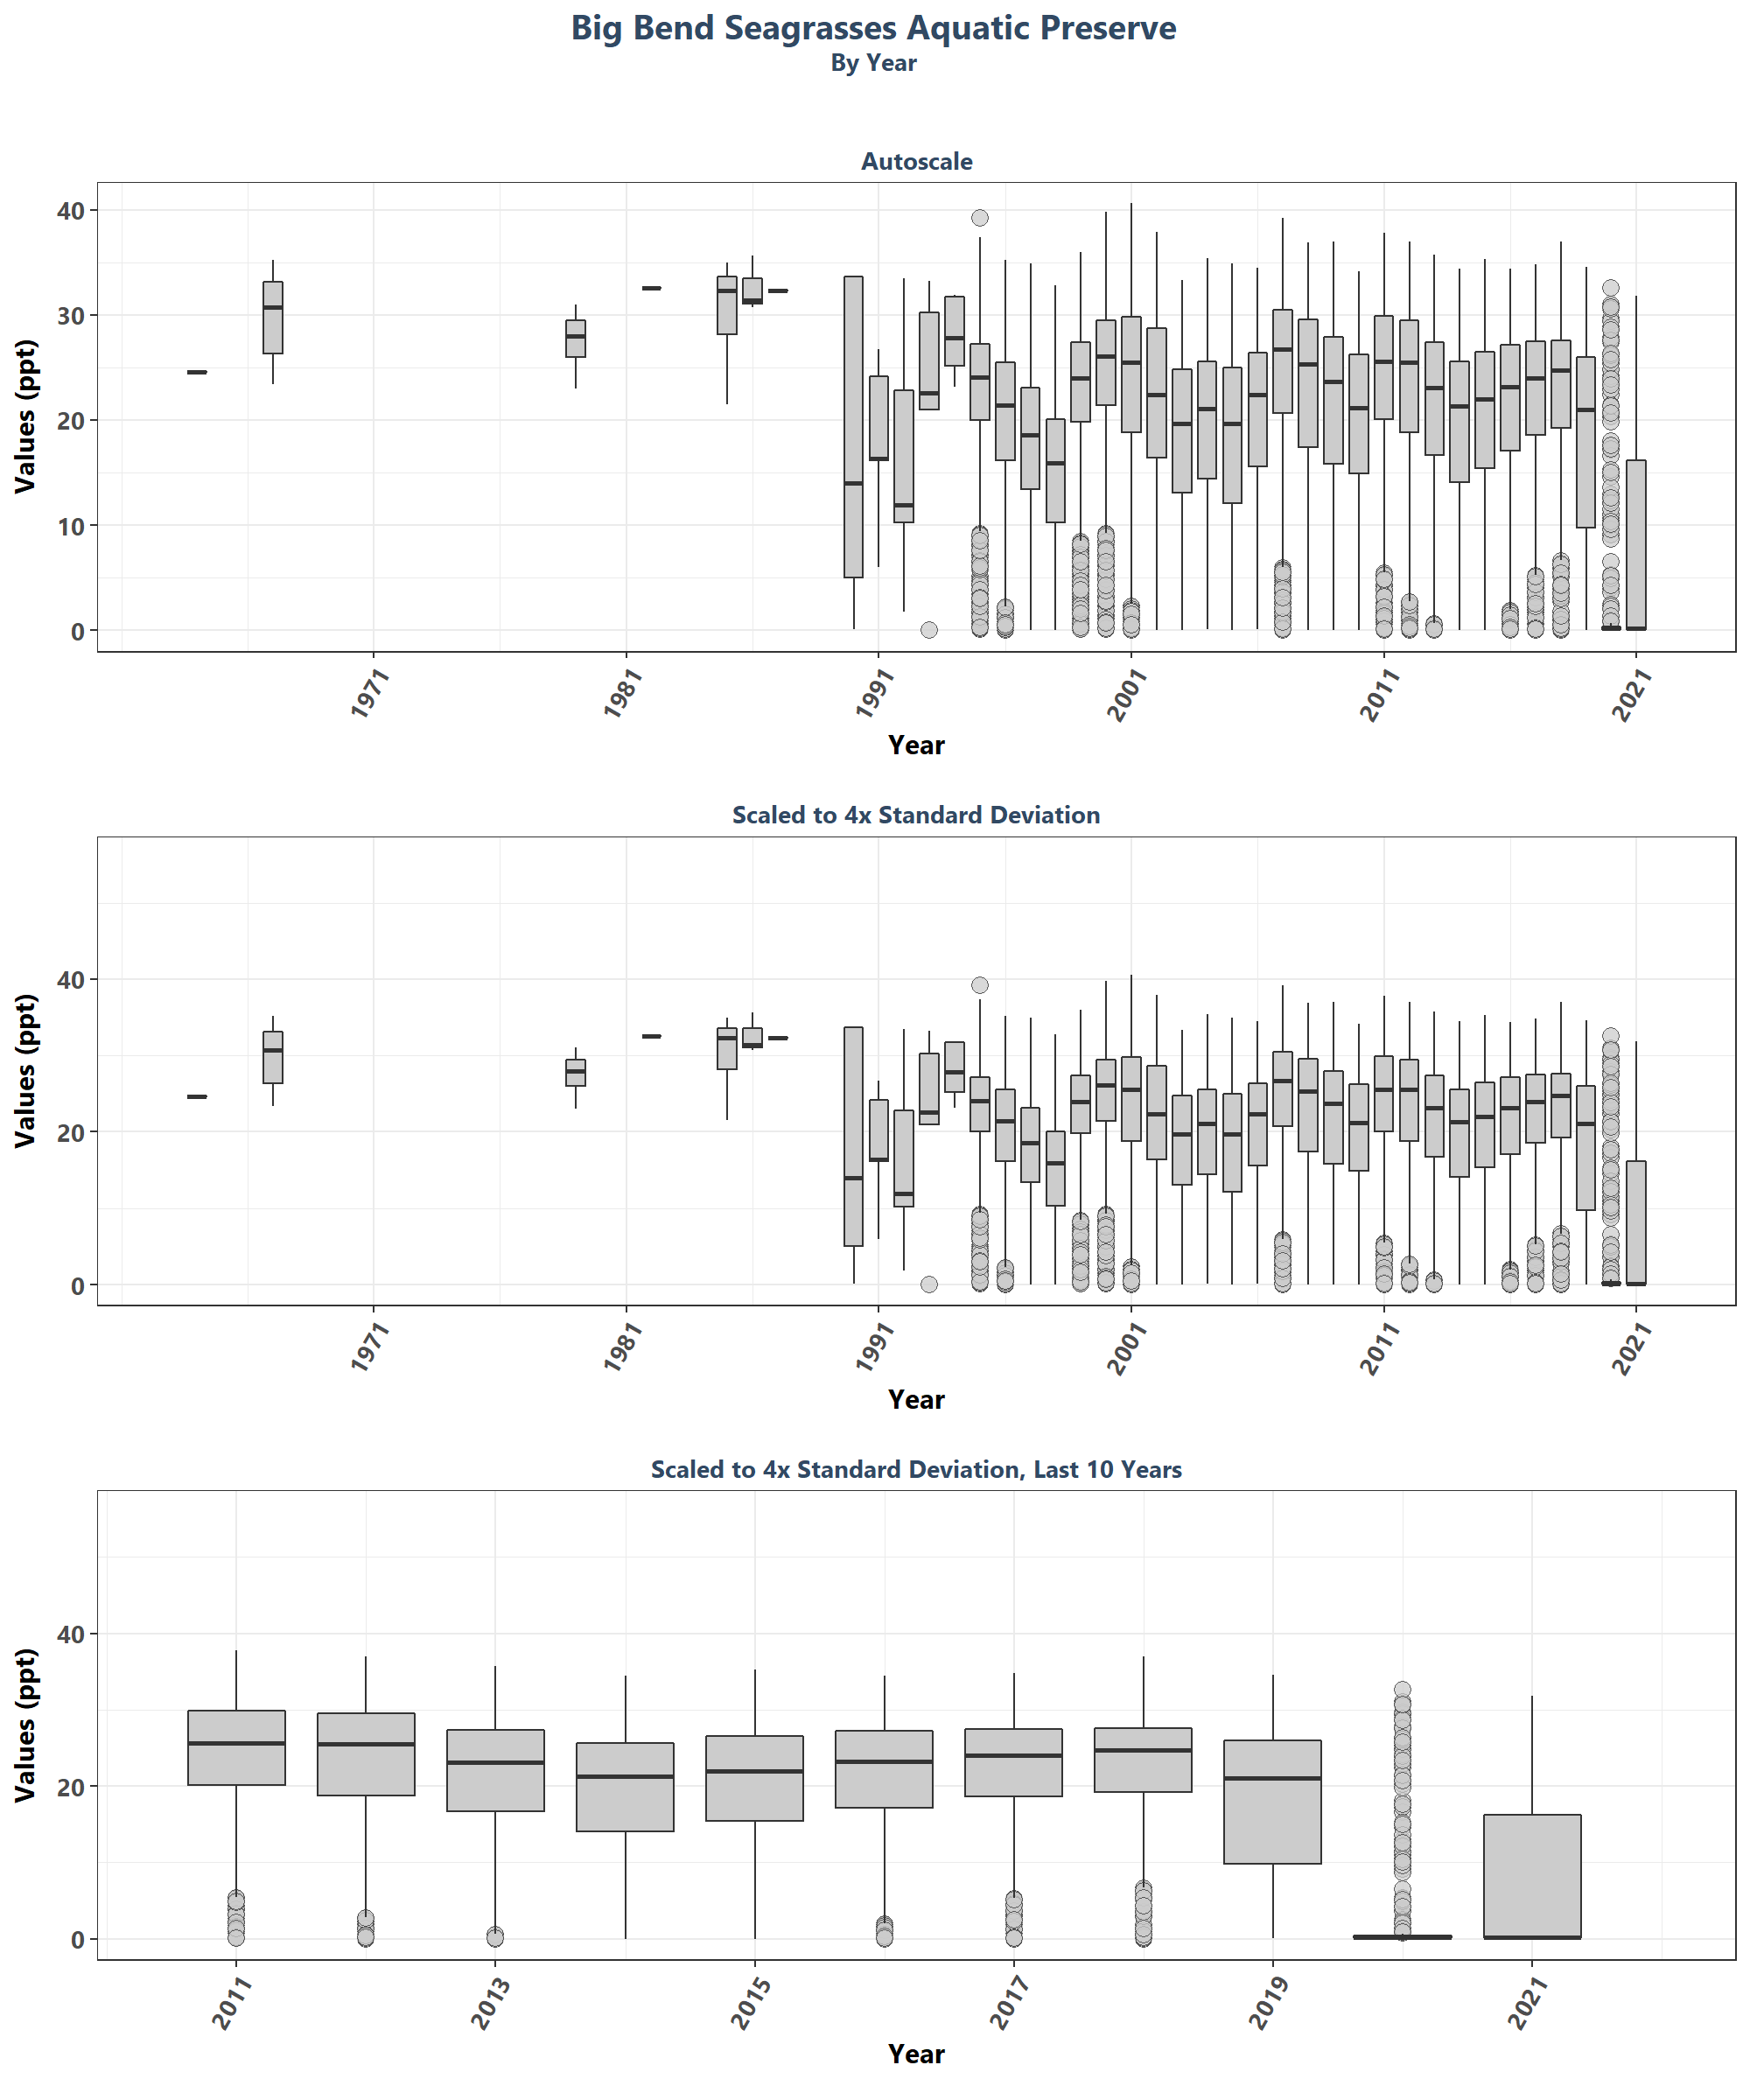 Big Bend Seagrasses Aquatic Preserve
By Year
Autoscale
Values (ppt)
40
30
20
10
0
1971
1981
1991
2001
2011
2021
Year
Scaled to 4x Standard Deviation
Values (ppt)
40
20
0
1971
1981
1991
2001
2011
2021
Year
Scaled to 4x Standard Deviation, Last 10 Years
Values (ppt)
40
20
0
2011
2013
2015
2017
2019
2021
Year